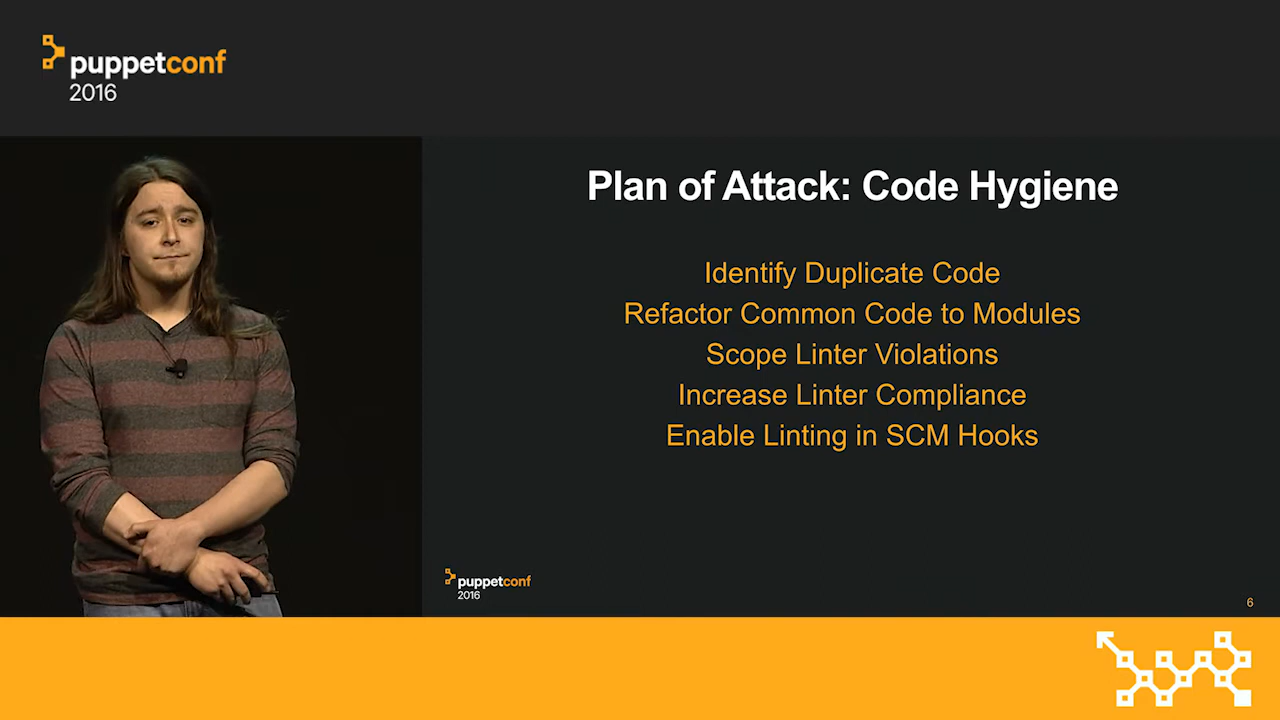 puppetconf
2016
Plan of Attack: Code Hygiene
Identify Duplicate Code
Refactor Common Code to Modules
Scope Linter Violations
Increase Linter Compliance
Enable Linting in SCM Hooks
puppetconf
2016
6